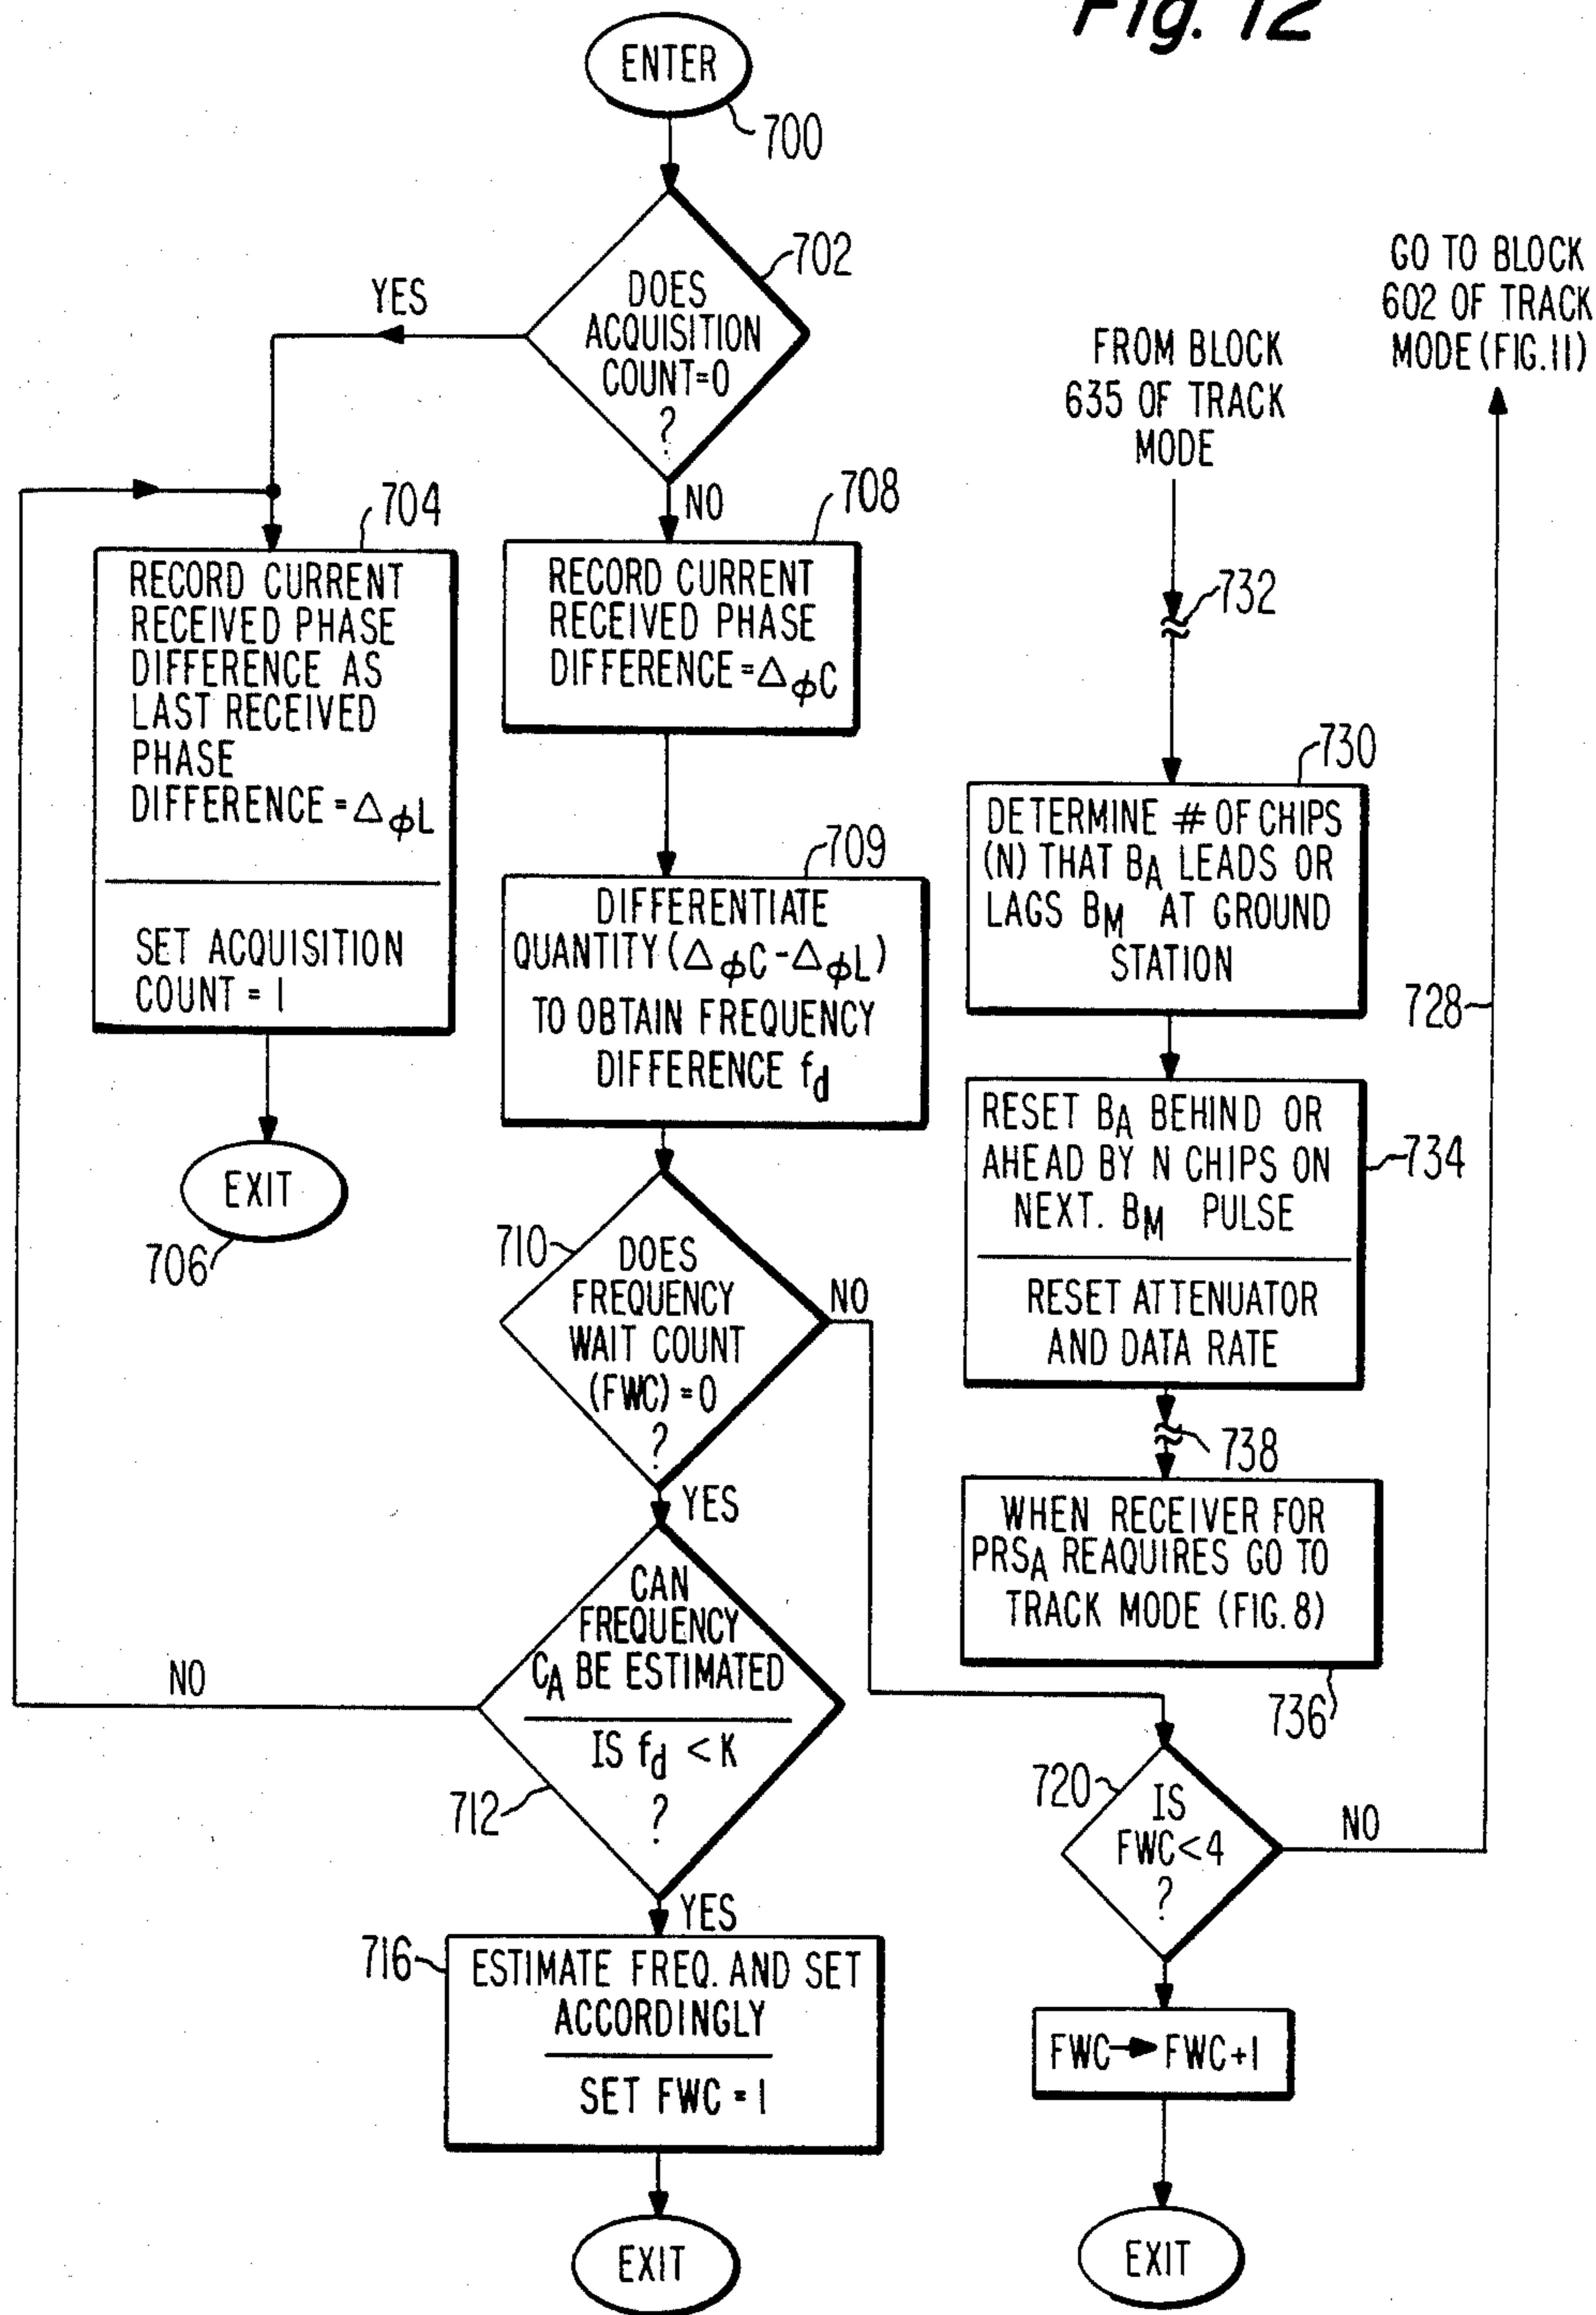 Fig. 12
ENTER
700
702
DOES
ACQUISITION
COUNT=0
?
YES
NO
704
RECORD CURRENT
RECEIVED PHASE
DIFFERENCE AS
LAST RECEIVED
PHASE
DIFFERENCE = ΔϕL
SET ACQUISITION
COUNT = 1
EXIT
706
708
RECORD CURRENT
RECEIVED PHASE
DIFFERENCE = ΔϕC
709
DIFFERENTIATE
QUANTITY (ΔϕC - ΔϕL)
TO OBTAIN FREQUENCY
DIFFERENCE fd
710
DOES
FREQUENCY
WAIT COUNT
(FWC) = 0
?
NO
YES
CAN
FREQUENCY
CA BE ESTIMATED
IS fd < K
?
712
NO
YES
716
ESTIMATE FREQ. AND SET
ACCORDINGLY
SET FWC = 1
EXIT
FROM BLOCK
635 OF TRACK
MODE
732
730
DETERMINE # OF CHIPS
(N) THAT BA LEADS OR
LAGS BM AT GROUND
STATION
RESET BA BEHIND OR
AHEAD BY N CHIPS ON
NEXT. BM PULSE
RESET ATTENUATOR
AND DATA RATE
734
738
WHEN RECEIVER FOR
PRSA REAQUIRES GO TO
TRACK MODE (FIG. 8)
736
720
IS
FWC<4
?
NO
FWC→FWC+1
EXIT
GO TO BLOCK
602 OF TRACK
MODE (FIG. 11)
728